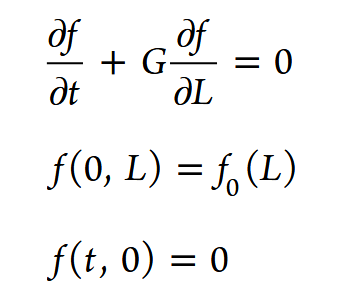 ∂f/∂t + G ∂f/∂L = 0
f(0, L) = f₀(L)
f(t, 0) = 0